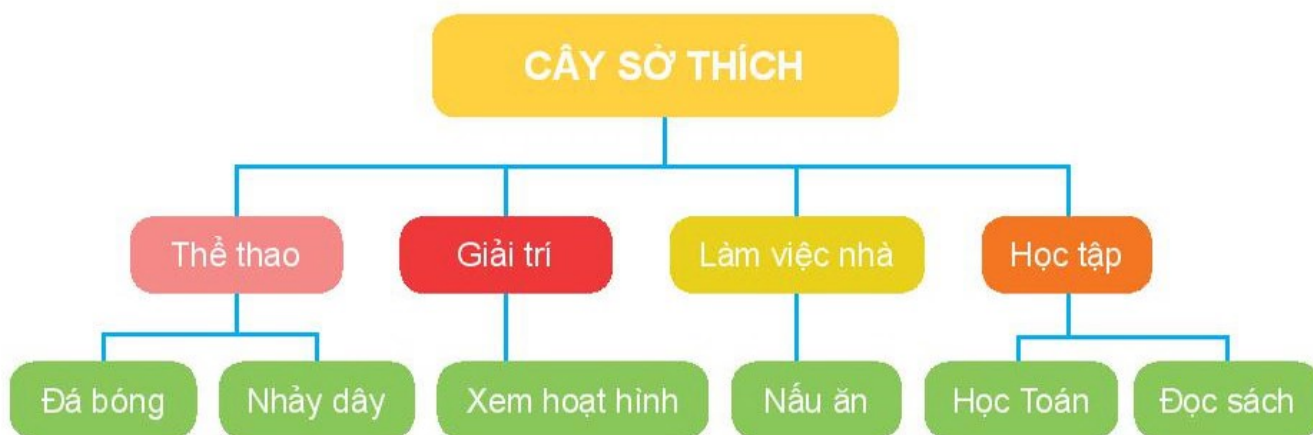 CÂY SỞ THÍCH
Thể thao
Giải trí
Làm việc nhà
Học tập
Đá bóng
Nhảy dây
Xem hoạt hình
Nấu ăn
Học Toán
Đọc sách